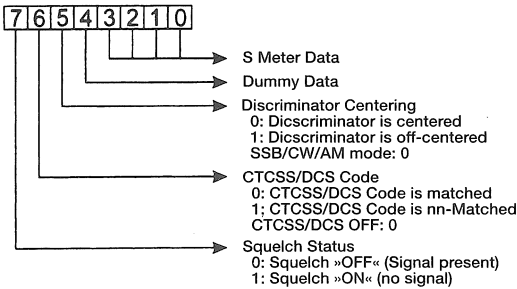 7 6 5 4 3 2 1 0
S Meter Data
Dummy Data
Discriminator Centering
0: Dicscriminator is centered
1: Dicscriminator is off-centered
SSB/CW/AM mode: 0
CTCSS/DCS Code
0: CTCSS/DCS Code is matched
1; CTCSS/DCS Code is nn-Matched
CTCSS/DCS OFF: 0
Squelch Status
0: Squelch »OFF« (Signal present)
1: Squelch »ON« (no signal)